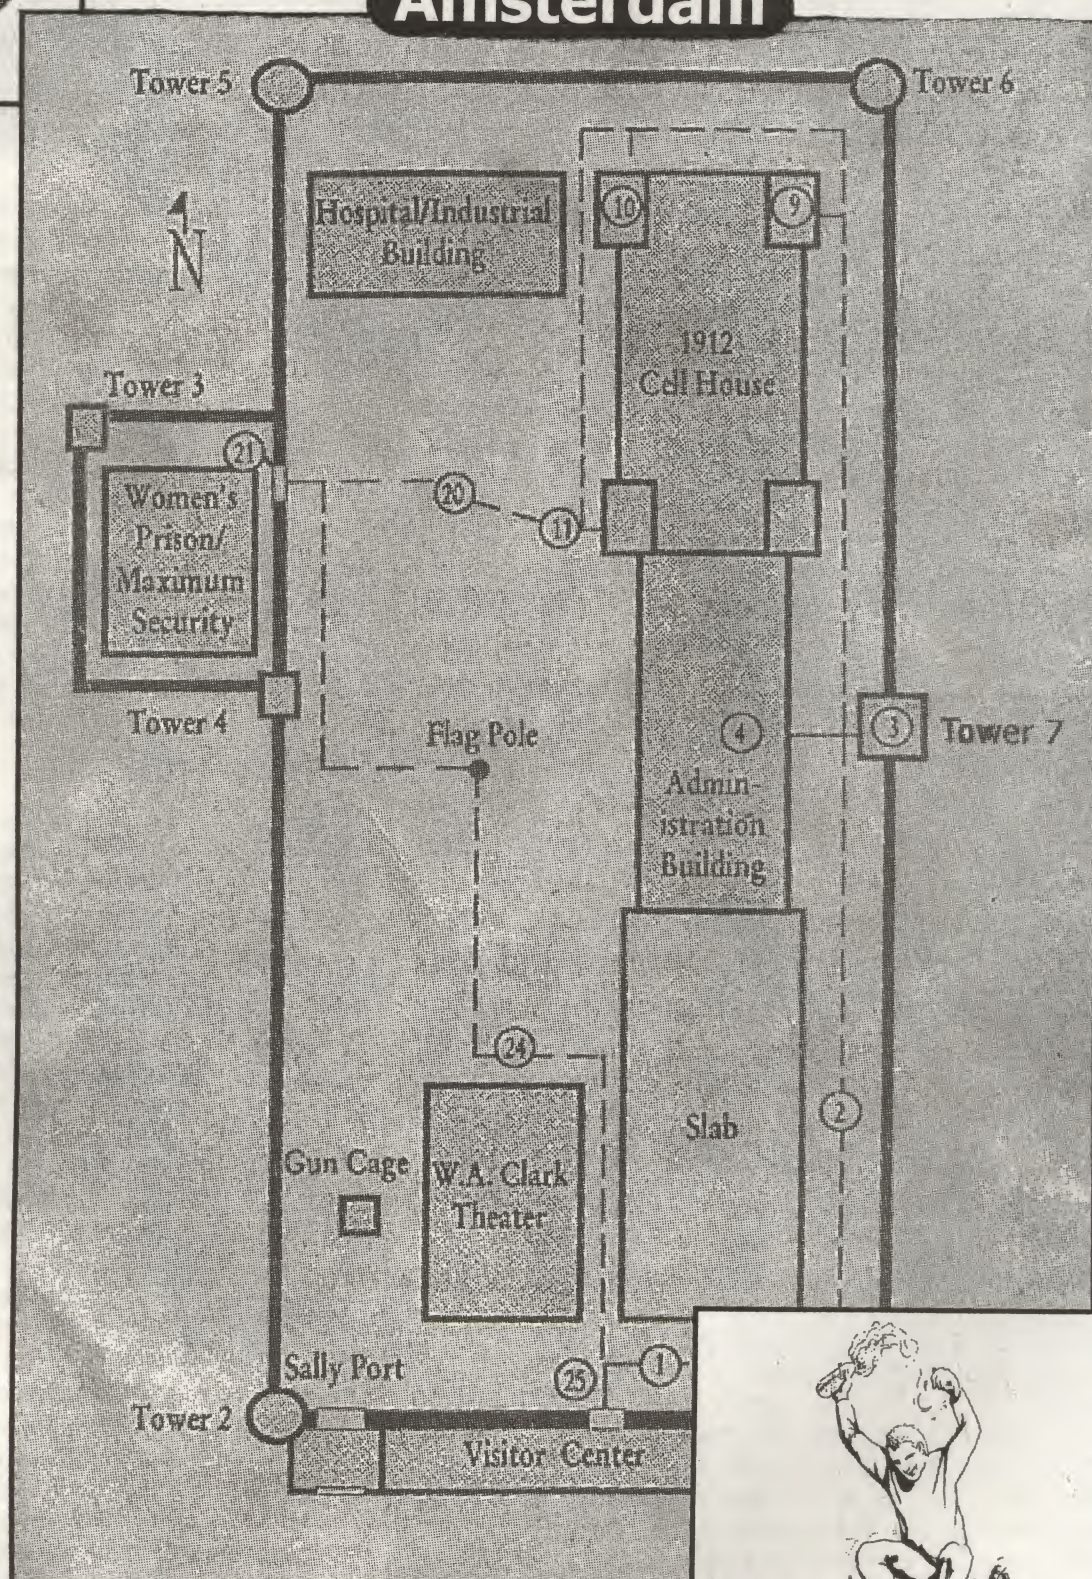 Amsterdam
Tower 5
Tower 6
N
Hospital/Industrial
Building
10
9
1912
Cell House
Tower 3
21
20
11
Women's
Prison/
Maximum
Security
Tower 4
Flag Pole
4
3
Tower 7
Admin-
istration
Building
24
2
Slab
Gun Cage
W.A. Clark
Theater
Sally Port
25
1
Tower 2
Visitor Center